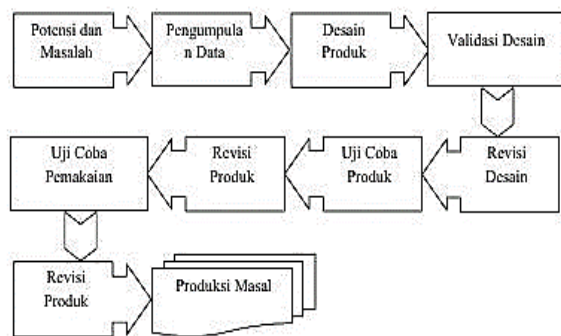 Potensi dan
Masalah
Pengumpula
n Data
Desain
Produk
Validasi Desain
Revisi
Desain
Uji Coba
Produk
Revisi
Produk
Uji Coba
Pemakaian
Revisi
Produk
Produksi Masal